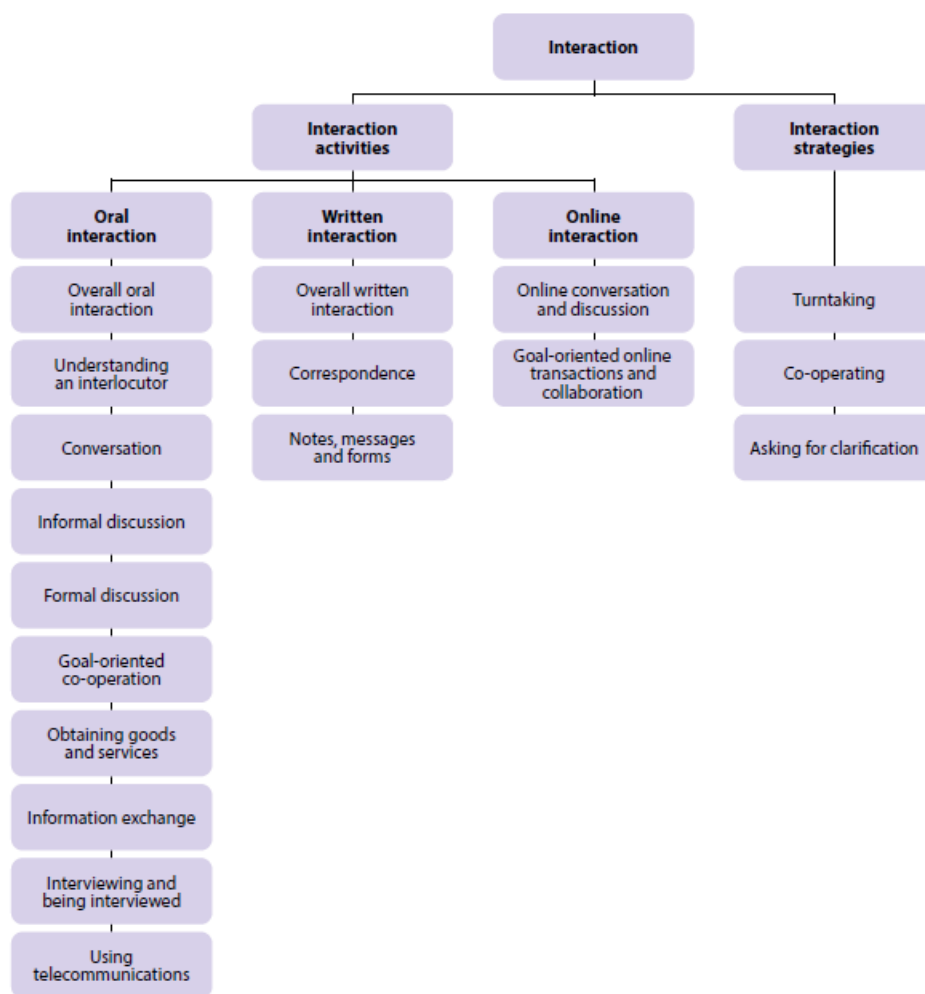 Interaction
Interaction
activities
Interaction
strategies
Oral
interaction
Written
interaction
Online
interaction
Overall oral
interaction
Understanding
an interlocutor
Conversation
Informal discussion
Formal discussion
Goal-oriented
co-operation
Obtaining goods
and services
Information exchange
Interviewing and
being interviewed
Using
telecommunications
Overall written
interaction
Correspondence
Notes, messages
and forms
Online conversation
and discussion
Goal-oriented online
transactions and
collaboration
Turntaking
Co-operating
Asking for clarification